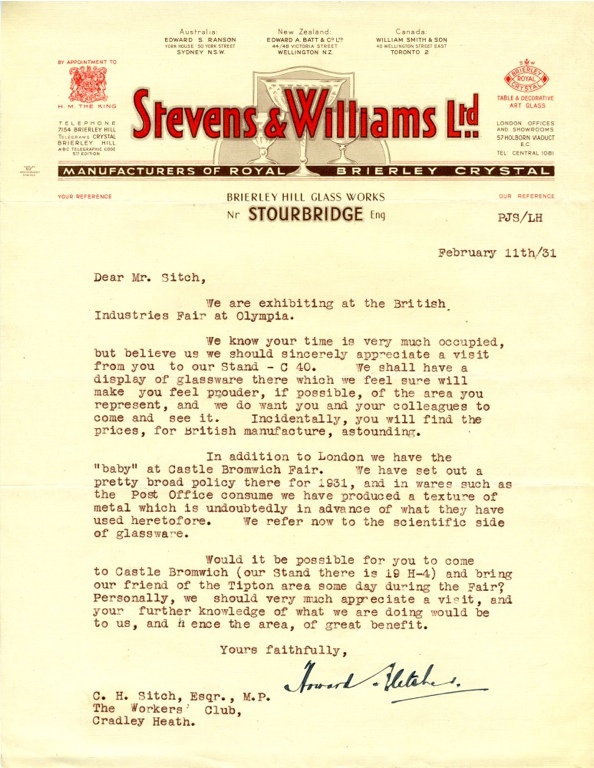 Australia:
EDWARD S RANSON
YORK HOUSE · 50 YORK STREET
SYDNEY N.S.W.
New Zealand:
EDWARD A. BATT & Co Ltd
44/48 VICTORIA STREET
WELLINGTON N.Z.
Canada:
WILLIAM SMITH & SON
49 WELLINGTON STREET EAST
TORONTO 2
BY APPOINTMENT TO
H. M. THE KING
TELEPHONE
7154 BRIERLEY HILL
TELEGRAMS CRYSTAL
BRIERLEY HILL
ABC TELEGRAPHIC CODE
5th EDITION
Stevens & Williams Ltd
S & W
BRIERLEY
ROYAL
CRYSTAL
TABLE & DECORATIVE
ART GLASS
LONDON OFFICES
AND SHOWROOMS
57 HOLBORN VIADUCT
E.C.
TEL: CENTRAL 1081
MANUFACTURERS OF ROYAL BRIERLEY CRYSTAL
YOUR REFERENCE
BRIERLEY HILL GLASS WORKS
Nr STOURBRIDGE Eng
OUR REFERENCE
PJS/LH
February 11th/31
Dear Mr. Sitch,
We are exhibiting at the British
Industries Fair at Olympia.
We know your time is very much occupied,
but believe us we should sincerely appreciate a visit
from you to our Stand - C 40. We shall have a
display of glassware there which we feel sure will
make you feel prouder, if possible, of the area you
represent, and we do want you and your colleagues to
come and see it. Incidentally, you will find the
prices, for British manufacture, astounding.
In addition to London we have the
"baby" at Castle Bromwich Fair. We have set out a
pretty broad policy there for 1931, and in wares such as
the Post Office consume we have produced a texture of
metal which is undoubtedly in advance of what they have
used heretofore. We refer now to the scientific side
of glassware.
Would it be possible for you to come
to Castle Bromwich (our Stand there is 19 H-4) and bring
our friend of the Tipton area some day during the Fair?
Personally, we should very much appreciate a visit, and
your further knowledge of what we are doing would be
to us, and hence the area, of great benefit.
Yours faithfully,
Howard Fletcher.
C. H. Sitch, Esqr., M.P.
The Workers' Club,
Cradley Heath.